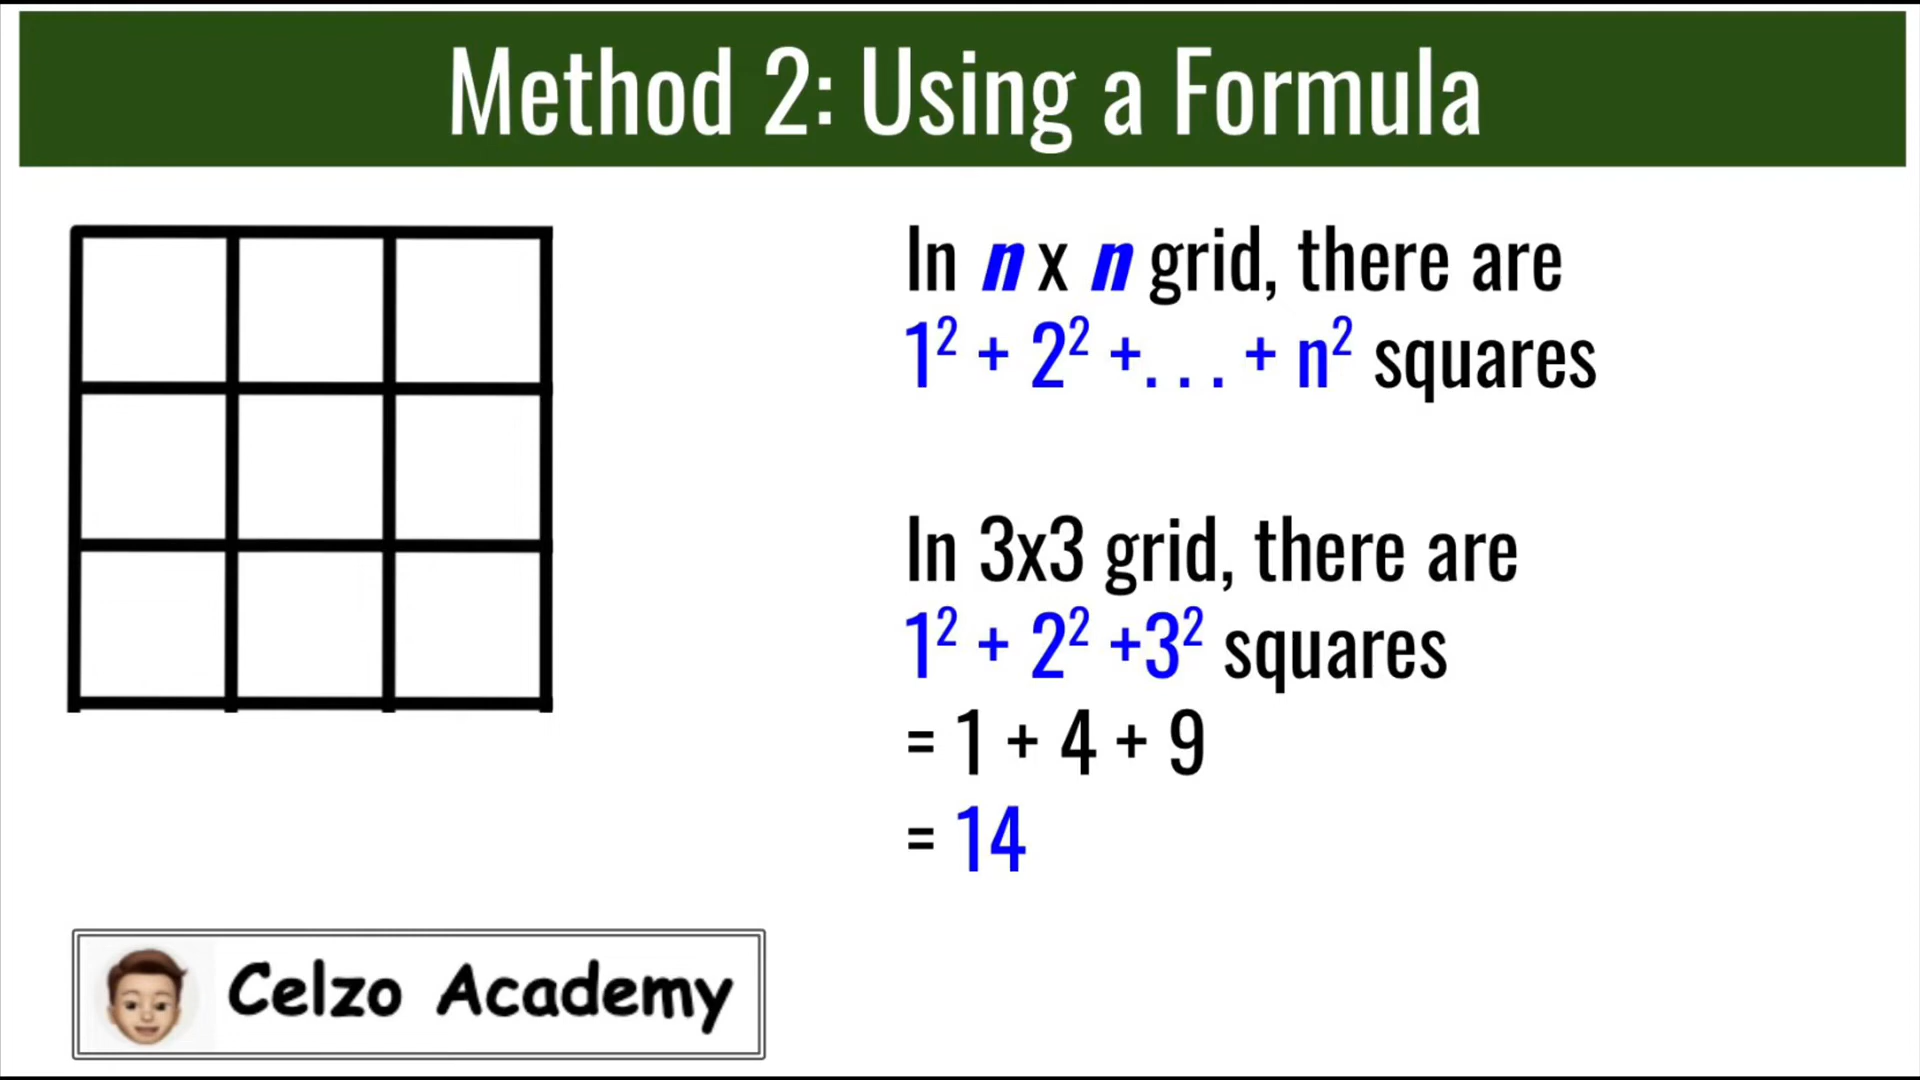 Method 2: Using a Formula
In n x n grid, there are
1² + 2² +. . . + n² squares
In 3x3 grid, there are
1² + 2² +3² squares
= 1 + 4 + 9
= 14
Celzo Academy